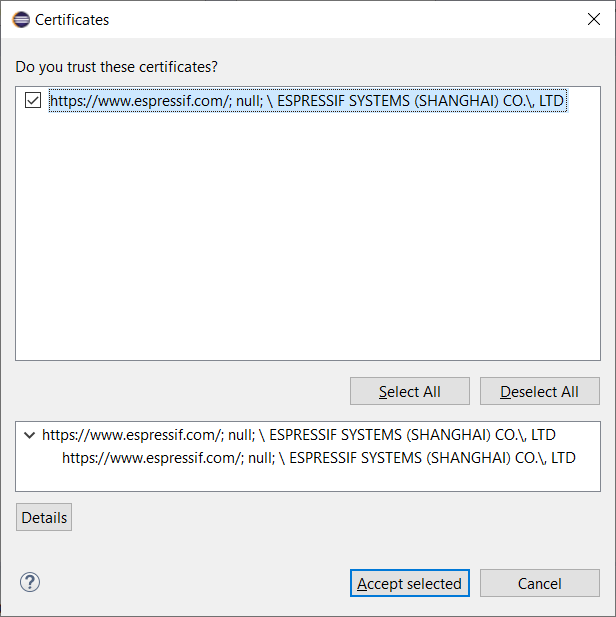 Certificates
Do you trust these certificates?
https://www.espressif.com/; null; \ ESPRESSIF SYSTEMS (SHANGHAI) CO.\, LTD
Select All
Deselect All
https://www.espressif.com/; null; \ ESPRESSIF SYSTEMS (SHANGHAI) CO.\, LTD
https://www.espressif.com/; null; \ ESPRESSIF SYSTEMS (SHANGHAI) CO.\, LTD
Details
?
Accept selected
Cancel